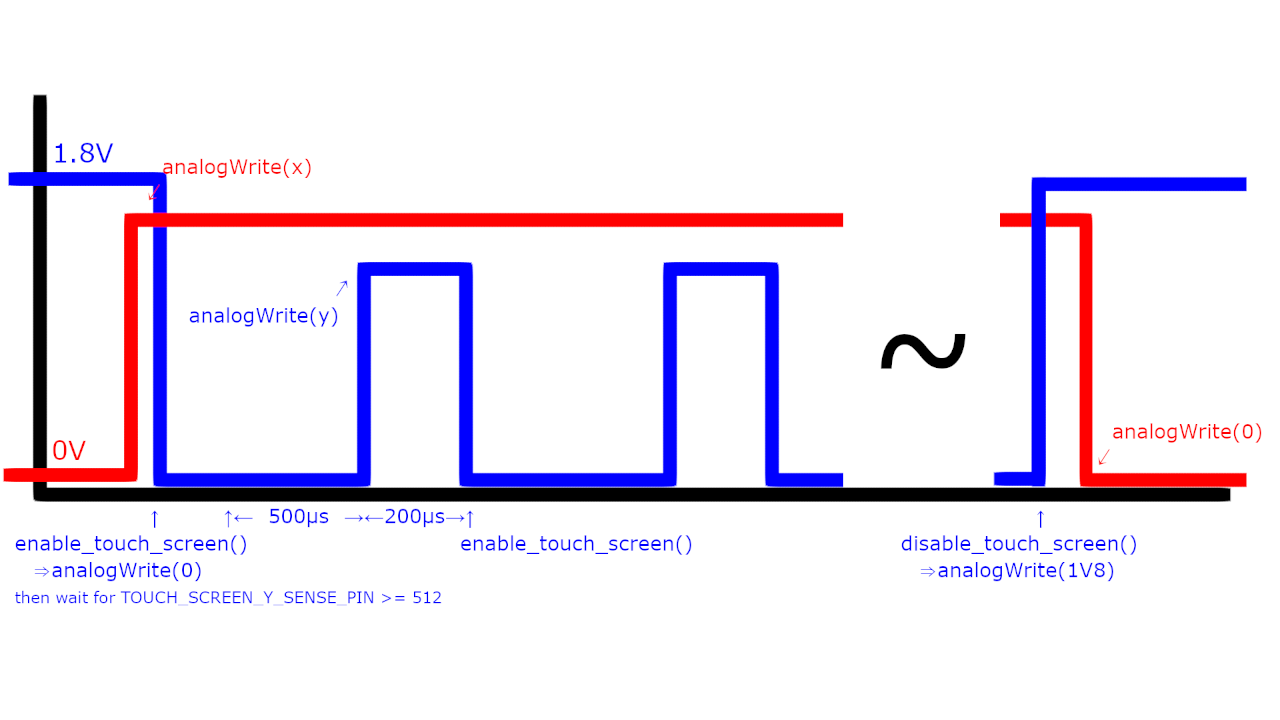 1.8V
analogWrite(x)
analogWrite(y)
~
analogWrite(0)
0V
↑ ↑← 500μs →←200μs→↑ ↑
enable_touch_screen() enable_touch_screen() disable_touch_screen()
⇒analogWrite(0) ⇒analogWrite(1V8)
then wait for TOUCH_SCREEN_Y_SENSE_PIN >= 512